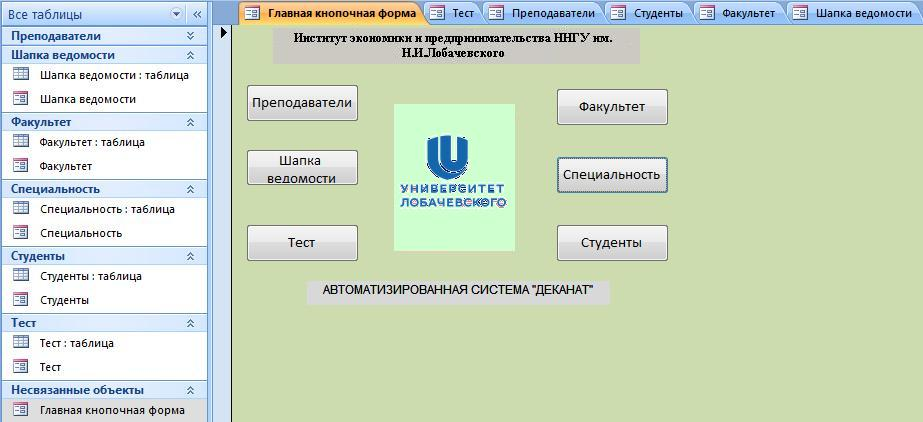 Все таблицы
Преподаватели
Шапка ведомости
Шапка ведомости : таблица
Шапка ведомости
Факультет
Факультет : таблица
Факультет
Специальность
Специальность : таблица
Специальность
Студенты
Студенты : таблица
Студенты
Тест
Тест : таблица
Тест
Несвязанные объекты
Главная кнопочная форма
Главная кнопочная форма
Тест
Преподаватели
Студенты
Факультет
Шапка ведомости
Институт экономики и предпринимательства ННГУ им.
Н.И.Лобачевского
Преподаватели
Шапка
ведомости
Тест
УНИВЕРСИТЕТ
ЛОБАЧЕВСКОГО
Факультет
Специальность
Студенты
АВТОМАТИЗИРОВАННАЯ СИСТЕМА "ДЕКАНАТ"